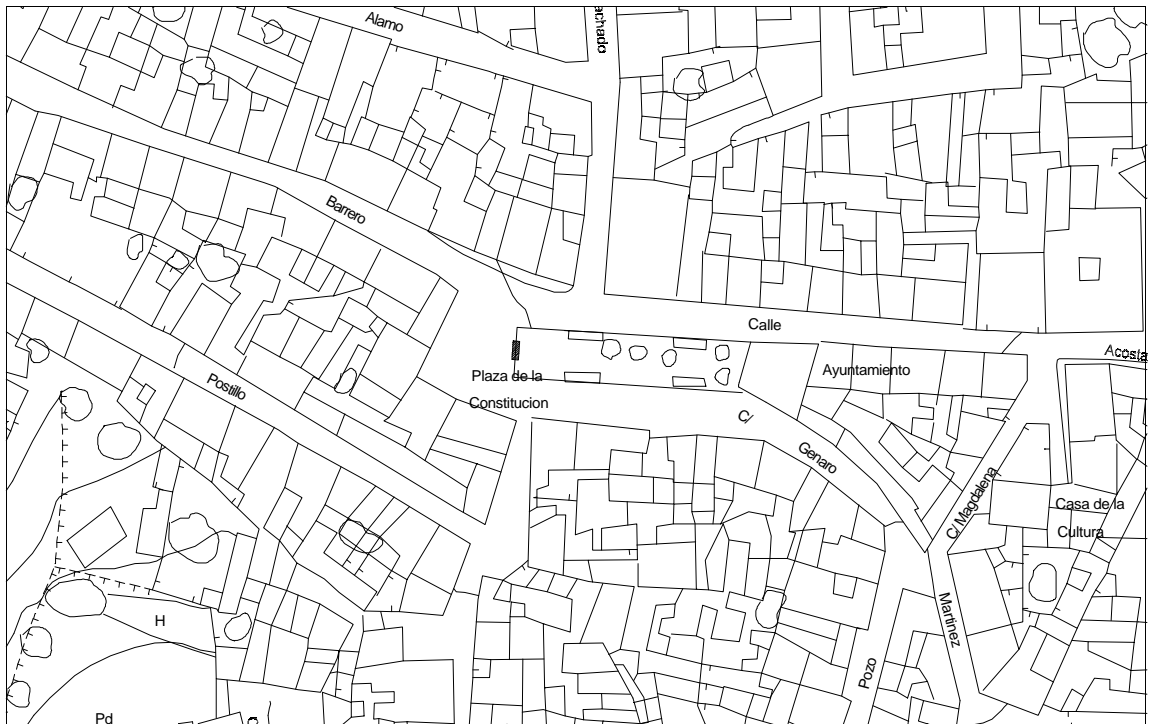 Alamo
achado
Barrero
Calle
Acosta
Plaza de la
Constitucion
Ayuntamiento
Postillo
C/
Genaro
C/ Magdalena
Casa de la
Cultura
H
Martinez
Pozo
Pd